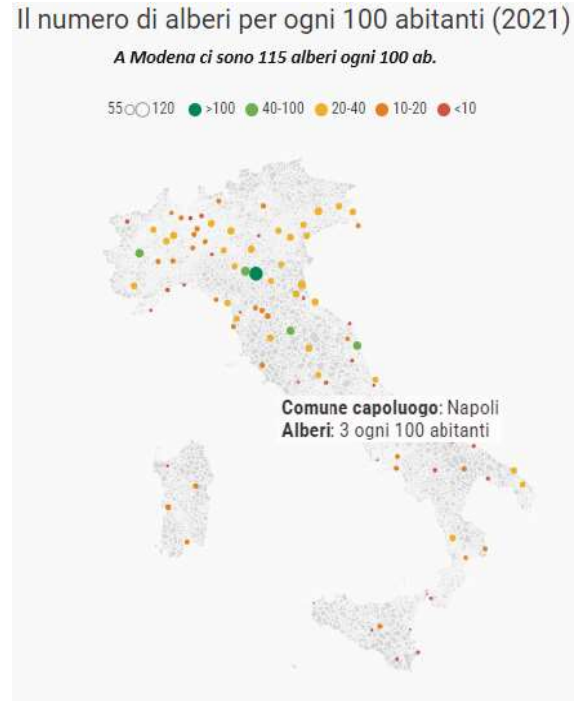 Il numero di alberi per ogni 100 abitanti (2021)
A Modena ci sono 115 alberi ogni 100 ab.
55 120 >100 40-100 20-40 10-20 <10
Comune capoluogo: Napoli
Alberi: 3 ogni 100 abitanti